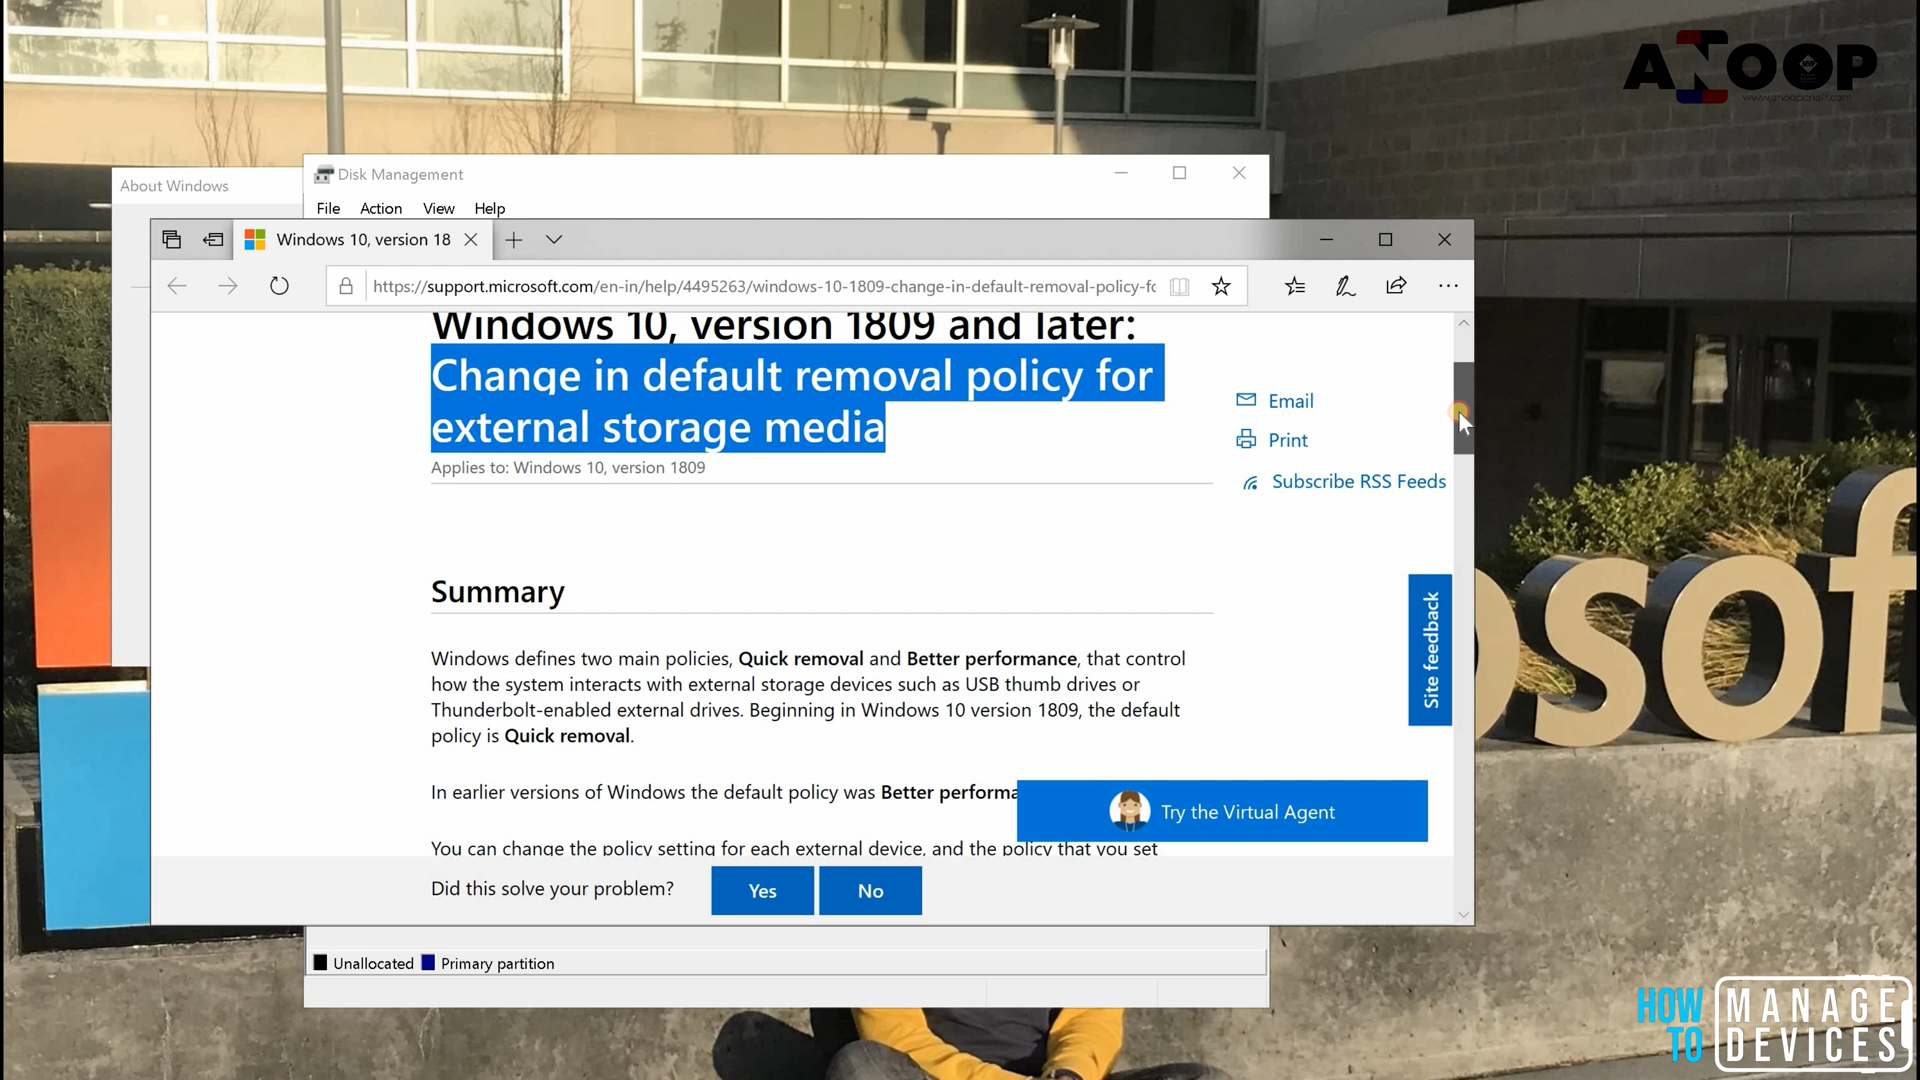 ANOOP
Disk Management
About Windows
File Action View Help
Windows 10, version 18
https://support.microsoft.com/en-in/help/4495263/windows-10-1809-change-in-default-removal-policy-fo
Windows 10, version 1809 and later:
Change in default removal policy for
external storage media
Email
Print
Applies to: Windows 10, version 1809
Subscribe RSS Feeds
Summary
Site feedback
Windows defines two main policies, Quick removal and Better performance, that control
how the system interacts with external storage devices such as USB thumb drives or
Thunderbolt-enabled external drives. Beginning in Windows 10 version 1809, the default
policy is Quick removal.
In earlier versions of Windows the default policy was Better performa
Try the Virtual Agent
You can change the policy setting for each external device, and the policy that you set
Did this solve your problem? Yes No
Unallocated Primary partition
osof
HOW TO
MANAGE
DEVICES